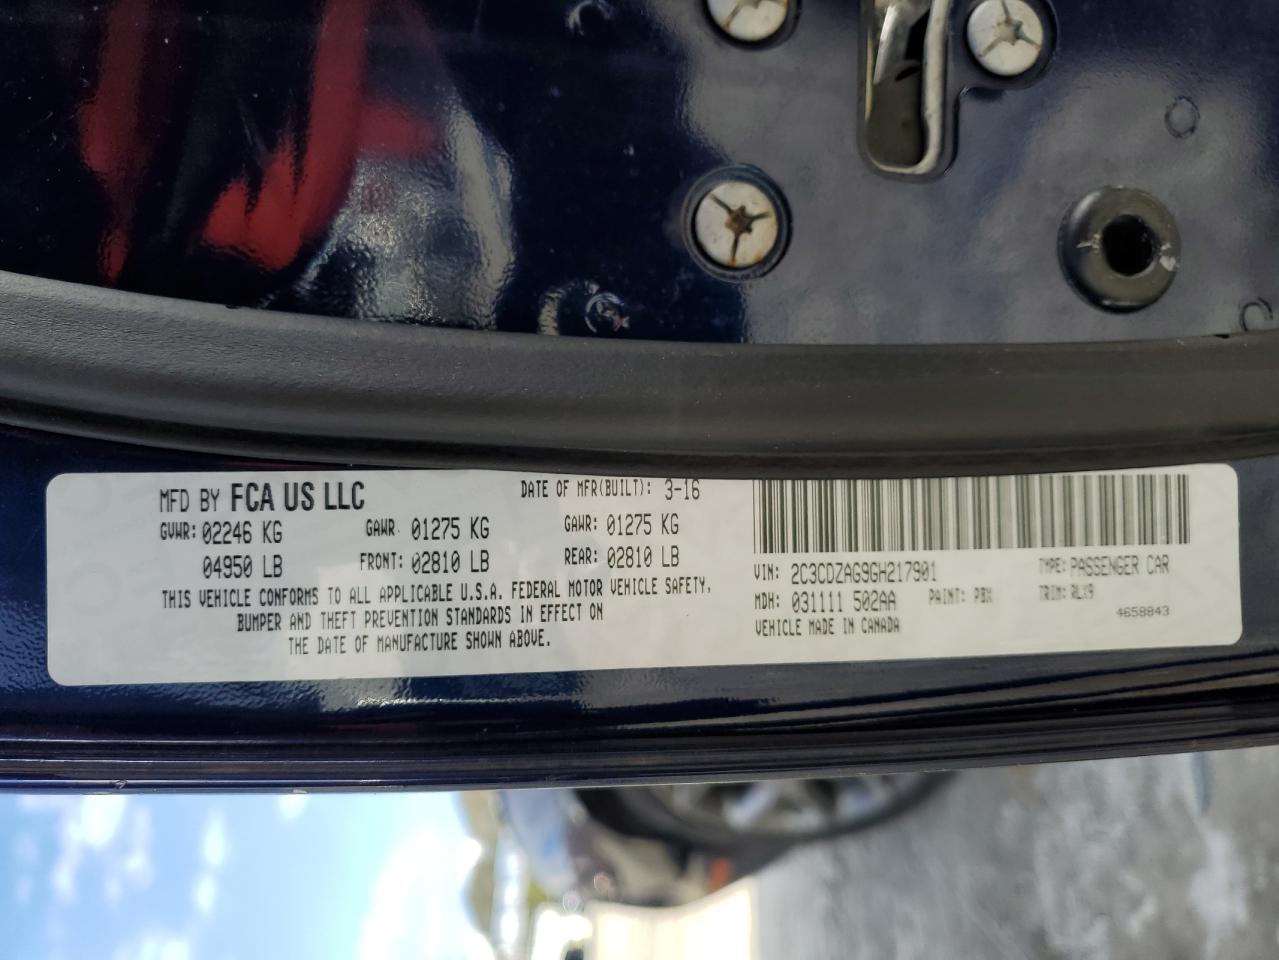 MFD BY FCA US LLC DATE OF MFR(BUILT): 3-16
GVWR: 02246 KG GAWR 01275 KG GAWR: 01275 KG
04950 LB FRONT: 02810 LB REAR: 02810 LB
THIS VEHICLE CONFORMS TO ALL APPLICABLE U.S.A. FEDERAL MOTOR VEHICLE SAFETY,
BUMPER AND THEFT PREVENTION STANDARDS IN EFFECT ON
THE DATE OF MANUFACTURE SHOWN ABOVE.
VIN: 2C3CDZAG9GH217901 TYPE: PASSENGER CAR
MDH: 031111 502AA PAINT: PBX TRIM: RLX9
VEHICLE MADE IN CANADA 4658843